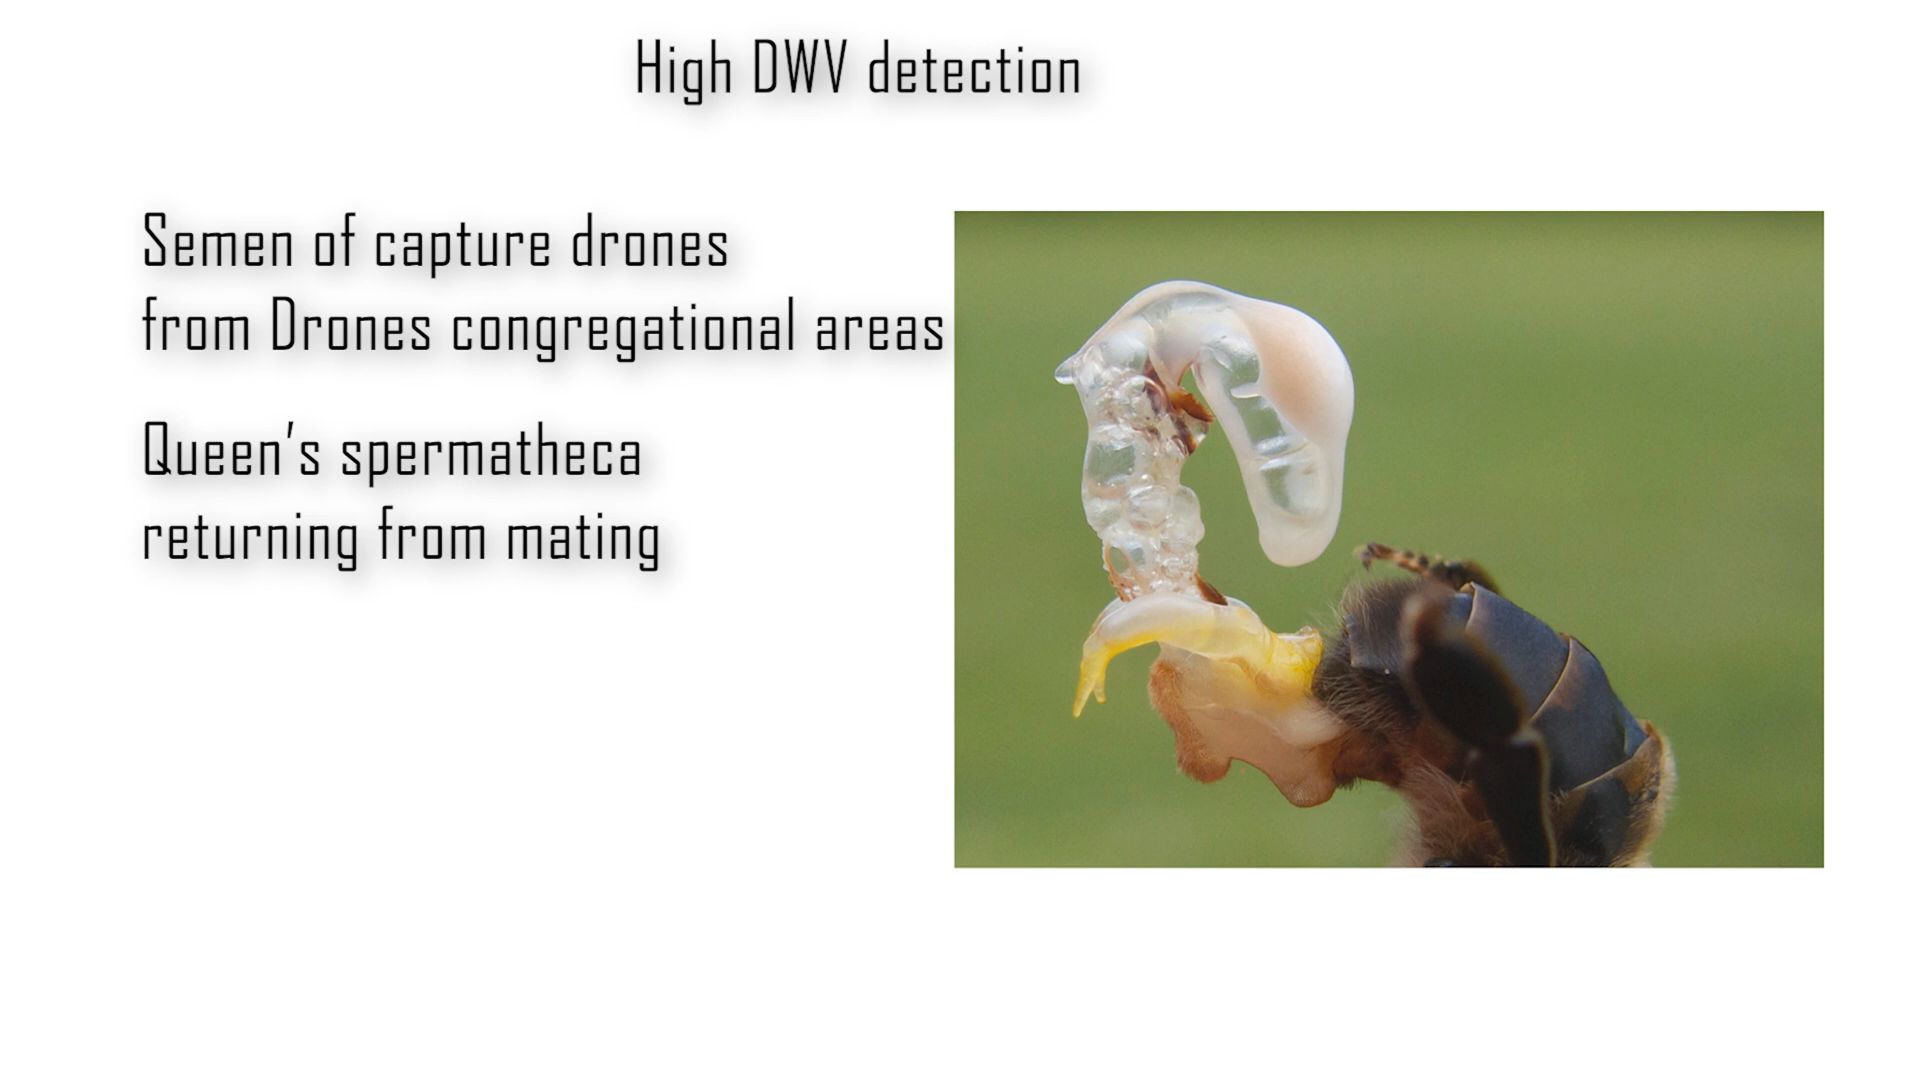 High DWV detection
Semen of capture drones
from Drones congregational areas
Queen's spermatheca
returning from mating